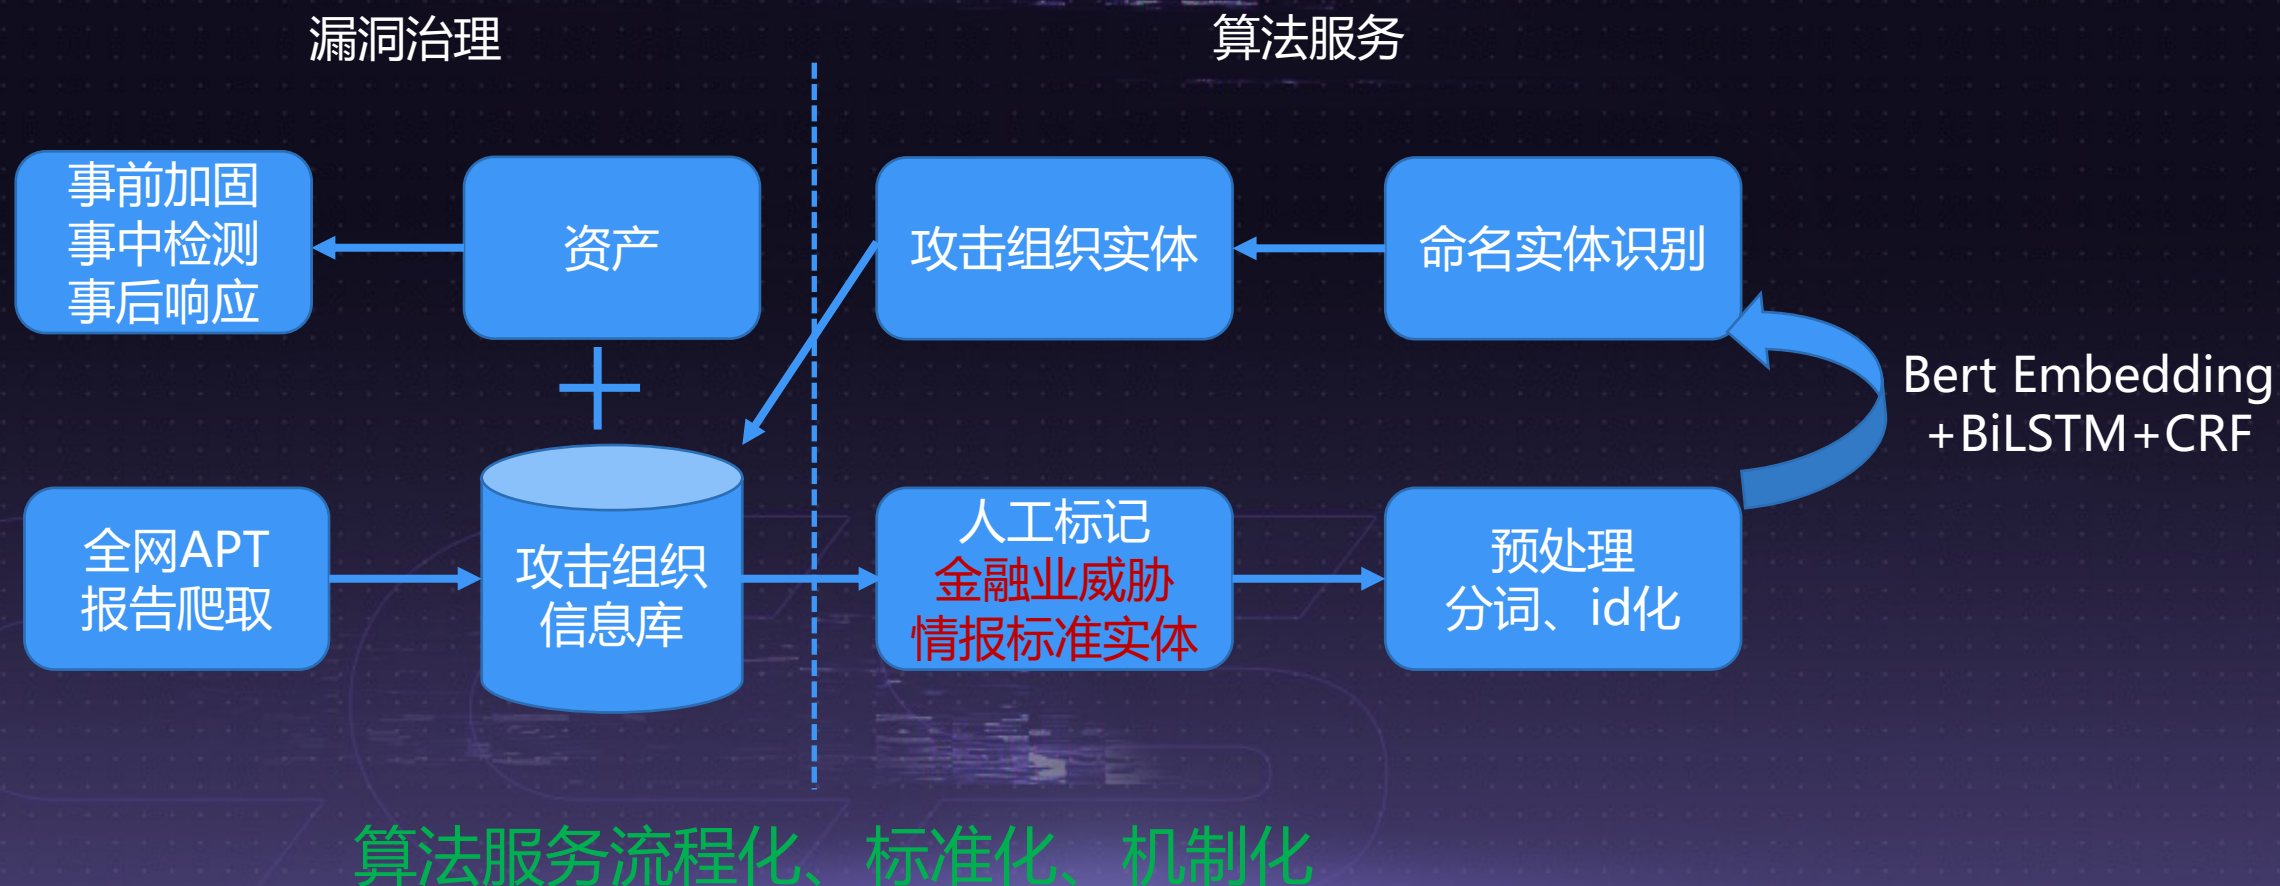 漏洞治理
算法服务
事前加固
事中检测
事后响应
资产
攻击组织实体
命名实体识别
Bert Embedding
+BiLSTM+CRF
全网APT
报告爬取
攻击组织
信息库
人工标记
金融业威胁
情报标准实体
预处理
分词、id化
算法服务流程化、标准化、机制化